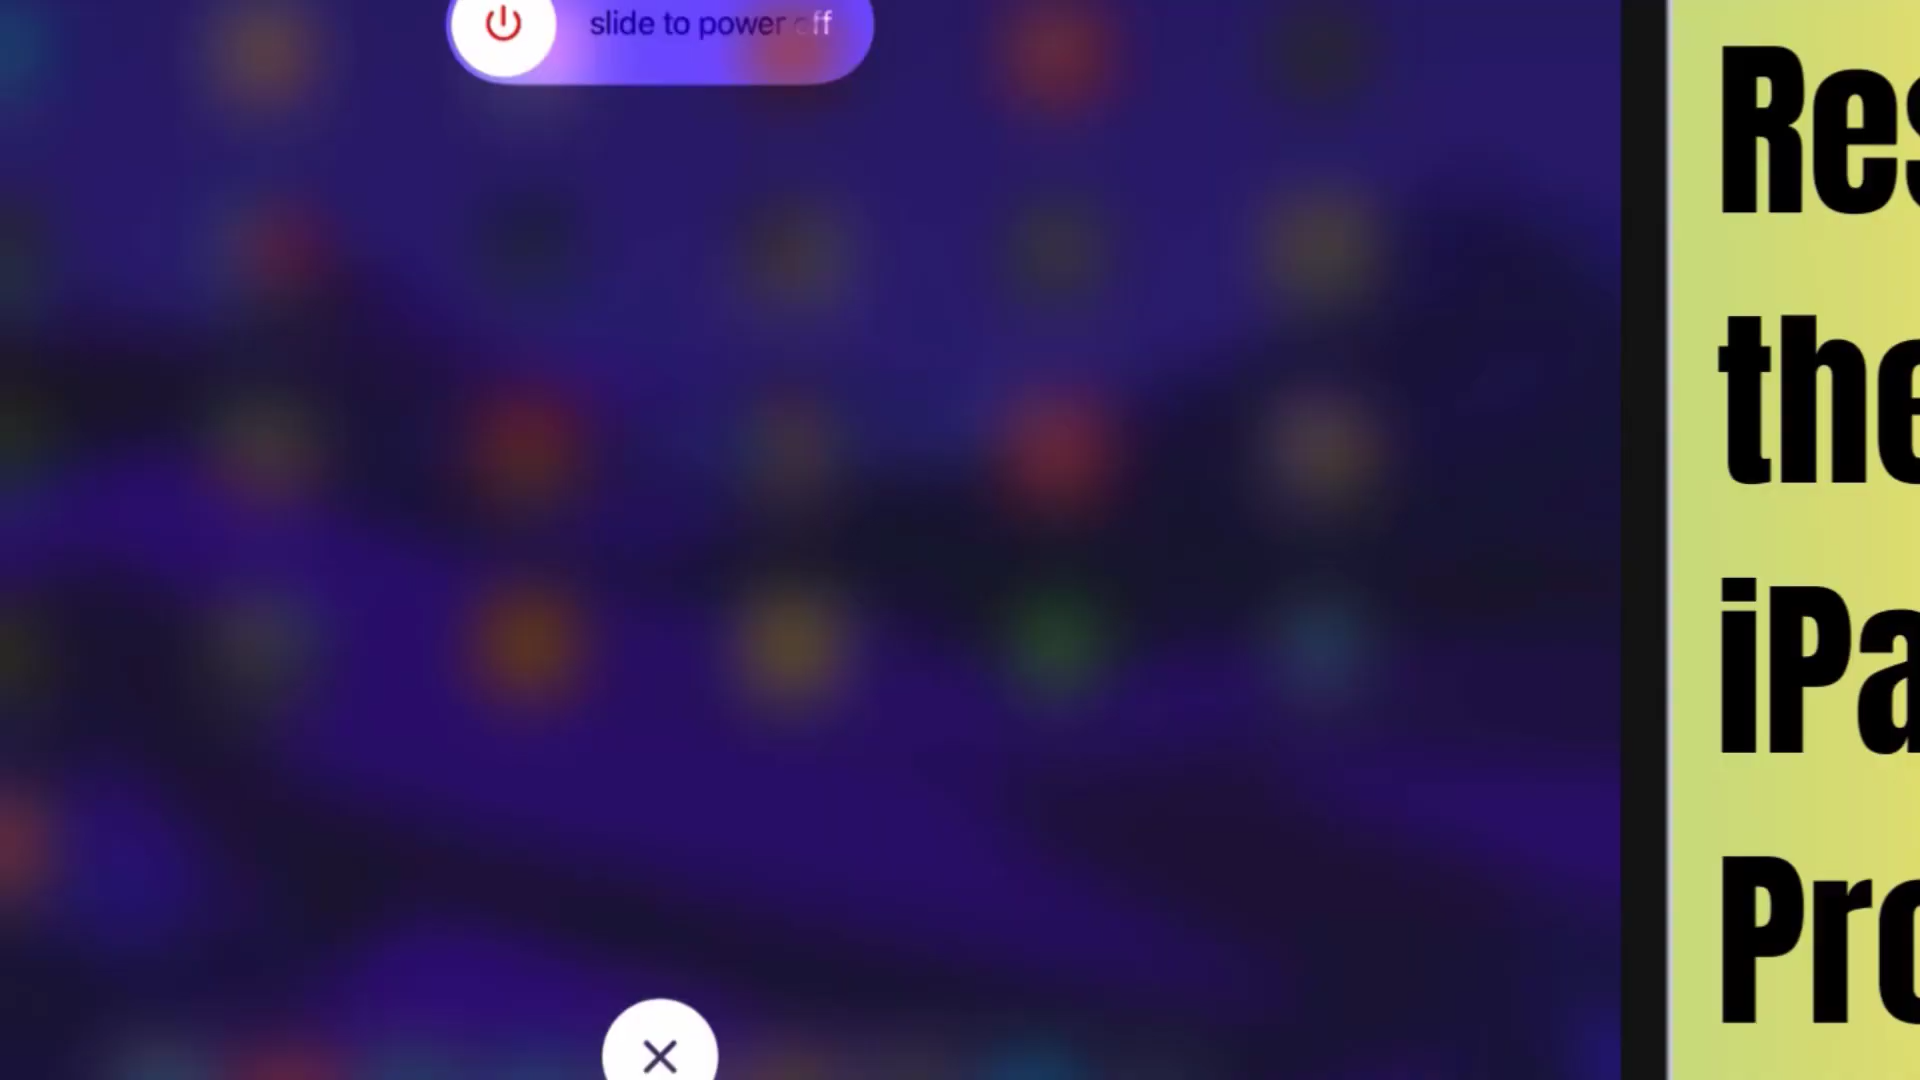 slide to power off
Res
the
iPa
Pro